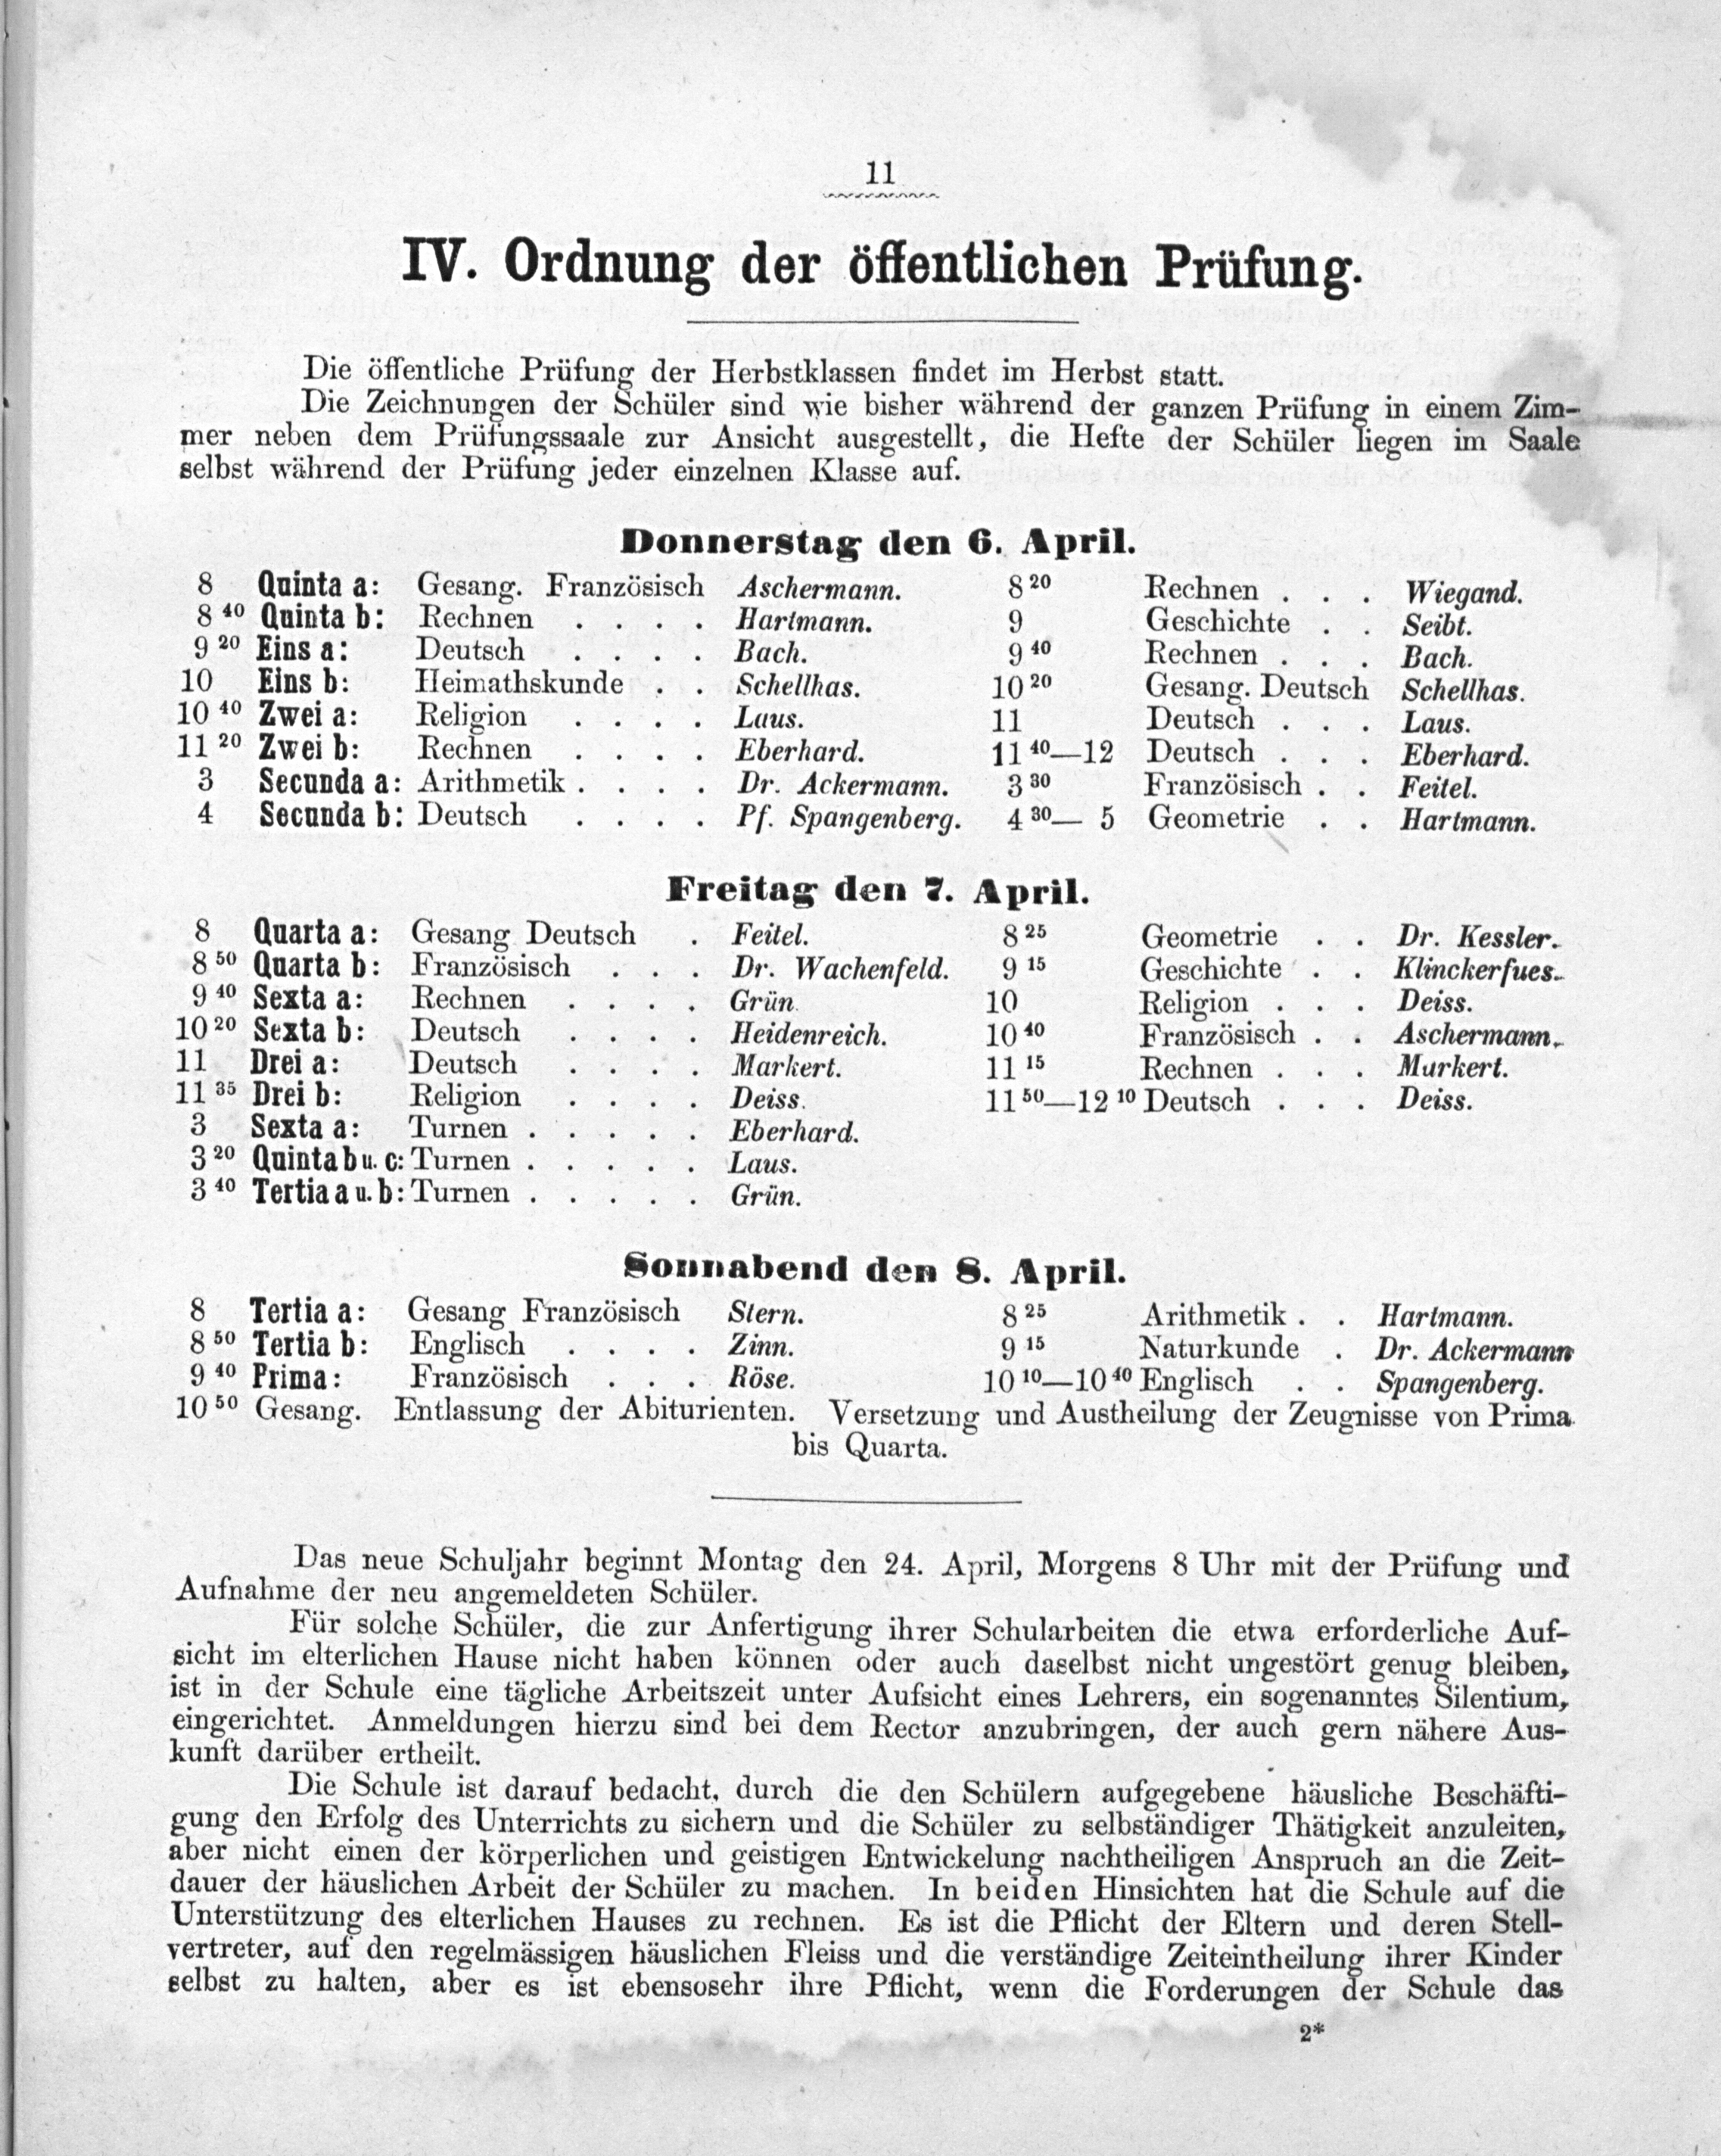 11
IV. Ordnung der öffentlichen Prüfung.
Die öffentliche Prüfung der Herbstklassen findet im Herbst statt.
Die Zeichnungen der Schüler sind wie bisher während der ganzen Prüfung in einem Zim-
mer neben dem Prüfungssaale zur Ansicht ausgestellt, die Hefte der Schüler liegen im Saale
selbst während der Prüfung jeder einzelnen Klasse auf.
Donnerstag den 6. April.
8 Quinta a: Gesang. Französisch Aschermann. 8 20 Rechnen . . . Wiegand.
8 40 Quinta b: Rechnen . . . . Hartmann. 9 Geschichte . . Seibt.
9 20 Eins a: Deutsch . . . . Bach. 9 40 Rechnen . . . Bach.
10 Eins b: Heimathskunde . . Schellhas. 10 20 Gesang. Deutsch Schellhas.
10 40 Zwei a: Religion . . . . Laus. 11 Deutsch . . . Laus.
11 20 Zwei b: Rechnen . . . . Eberhard. 11 40—12 Deutsch . . . Eberhard.
3 Secunda a: Arithmetik . . . . Dr. Ackermann. 3 30 Französisch . . Feitel.
4 Secunda b: Deutsch . . . . Pf. Spangenberg. 4 30— 5 Geometrie . . Hartmann.
Freitag den 7. April.
8 Quarta a: Gesang Deutsch . Feitel. 8 25 Geometrie . . Dr. Kessler.
8 50 Quarta b: Französisch . . . Dr. Wachenfeld. 9 15 Geschichte . . Klinckerfues.
9 40 Sexta a: Rechnen . . . . Grün. 10 Religion . . . Deiss.
10 20 Sexta b: Deutsch . . . . Heidenreich. 10 40 Französisch . . Aschermann.
11 Drei a: Deutsch . . . . Markert. 11 15 Rechnen . . . Murkert.
11 35 Drei b: Religion . . . . Deiss. 11 50—12 10 Deutsch . . . Deiss.
3 Sexta a: Turnen . . . . . Eberhard.
3 20 Quinta b u. c: Turnen . . . . . Laus.
3 40 Tertia a u. b: Turnen . . . . . Grün.
Sonnabend den 8. April.
8 Tertia a: Gesang Französisch Stern. 8 25 Arithmetik . . Hartmann.
8 50 Tertia b: Englisch . . . . Zinn. 9 15 Naturkunde . Dr. Ackermann
9 40 Prima: Französisch . . . Röse. 10 10—10 40 Englisch . . Spangenberg.
10 50 Gesang. Entlassung der Abiturienten. Versetzung und Austheilung der Zeugnisse von Prima
bis Quarta.
Das neue Schuljahr beginnt Montag den 24. April, Morgens 8 Uhr mit der Prüfung und
Aufnahme der neu angemeldeten Schüler.
Für solche Schüler, die zur Anfertigung ihrer Schularbeiten die etwa erforderliche Auf-
sicht im elterlichen Hause nicht haben können oder auch daselbst nicht ungestört genug bleiben,
ist in der Schule eine tägliche Arbeitszeit unter Aufsicht eines Lehrers, ein sogenanntes Silentium,
eingerichtet. Anmeldungen hierzu sind bei dem Rector anzubringen, der auch gern nähere Aus-
kunft darüber ertheilt.
Die Schule ist darauf bedacht, durch die den Schülern aufgegebene häusliche Beschäfti-
gung den Erfolg des Unterrichts zu sichern und die Schüler zu selbständiger Thätigkeit anzuleiten,
aber nicht einen der körperlichen und geistigen Entwickelung nachtheiligen Anspruch an die Zeit-
dauer der häuslichen Arbeit der Schüler zu machen. In beiden Hinsichten hat die Schule auf die
Unterstützung des elterlichen Hauses zu rechnen. Es ist die Pflicht der Eltern und deren Stell-
vertreter, auf den regelmässigen häuslichen Fleiss und die verständige Zeiteintheilung ihrer Kinder
selbst zu halten, aber es ist ebensosehr ihre Pflicht, wenn die Forderungen der Schule das
2*